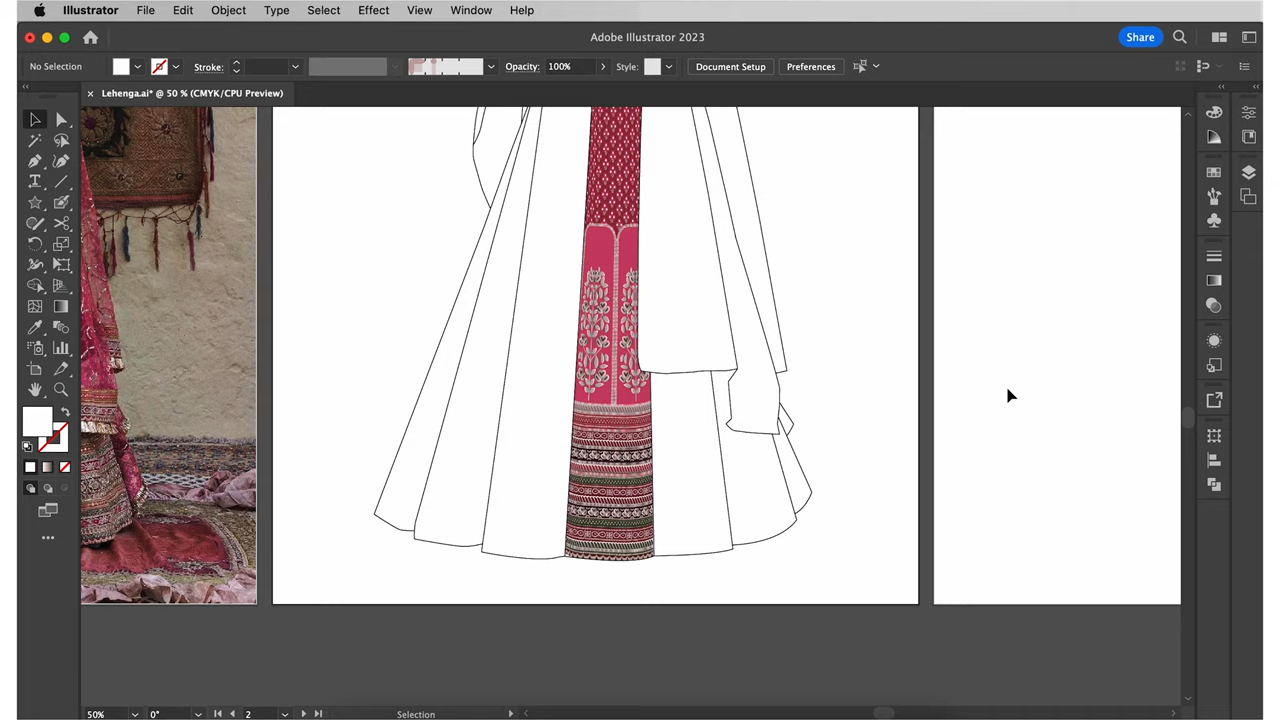 Illustrator File Edit Object Type Select Effect View Window Help
Adobe Illustrator 2023
Share
No Selection Stroke: Opacity: 100% Style: Document Setup Preferences
× Lehenga.ai* @ 50 % (CMYK/CPU Preview)
50% 0° 2 Selection